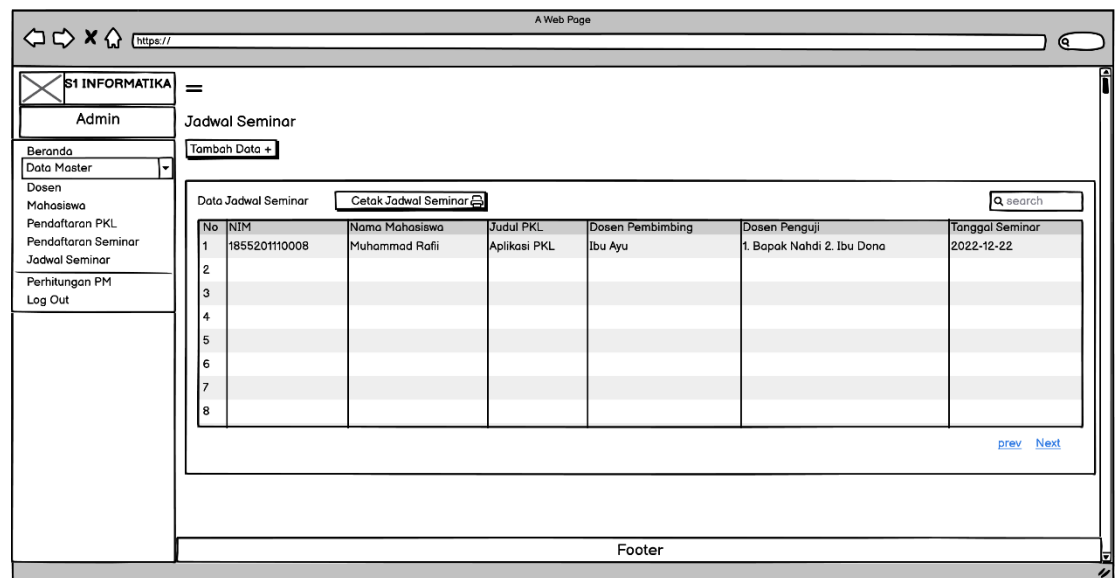 A Web Page
https://
S1 INFORMATIKA
Admin
Beranda
Data Master
Dosen
Mahasiswa
Pendaftaran PKL
Pendaftaran Seminar
Jadwal Seminar
Perhitungan PM
Log Out
Jadwal Seminar
Tambah Data +
Data Jadwal Seminar Cetak Jadwal Seminar search
No NIM Nama Mahasiswa Judul PKL Dosen Pembimbing Dosen Penguji Tanggal Seminar
1 1855201110008 Muhammad Rafii Aplikasi PKL Ibu Ayu 1. Bapak Nahdi 2. Ibu Dona 2022-12-22
2
3
4
5
6
7
8
prev Next
Footer